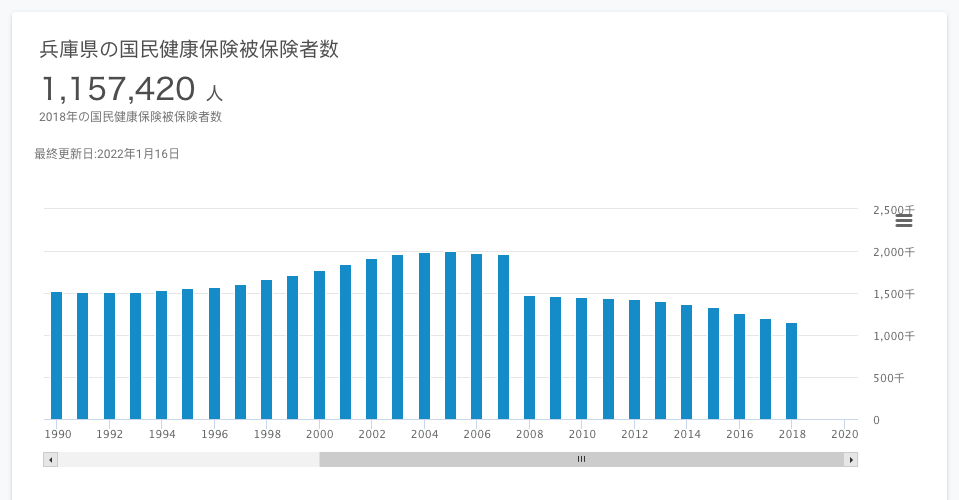 兵庫県の国民健康保険被保険者数
1,157,420 人
2018年の国民健康保険被保険者数
最終更新日:2022年1月16日
2,500千
2,000千
1,500千
1,000千
500千
0
1990 1992 1994 1996 1998 2000 2002 2004 2006 2008 2010 2012 2014 2016 2018 2020